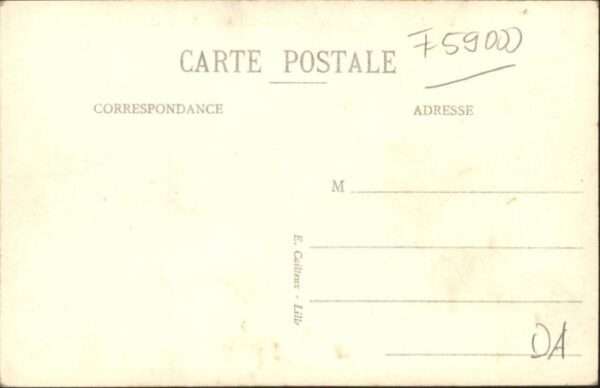 F59000
CARTE POSTALE
CORRESPONDANCE
ADRESSE
M
E. Cailteux - Lille
DA